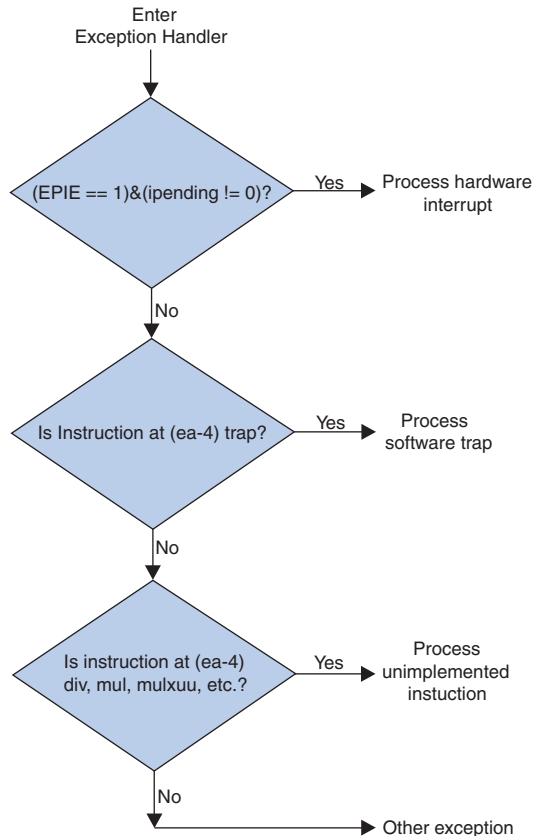 Enter
Exception Handler
(EPIE == 1)&(ipending != 0)?
Yes
Process hardware
interrupt
No
Is Instruction at (ea-4) trap?
Yes
Process
software trap
No
Is instruction at (ea-4)
div, mul, mulxuu, etc.?
Yes
Process
unimplemented
instuction
No
Other exception